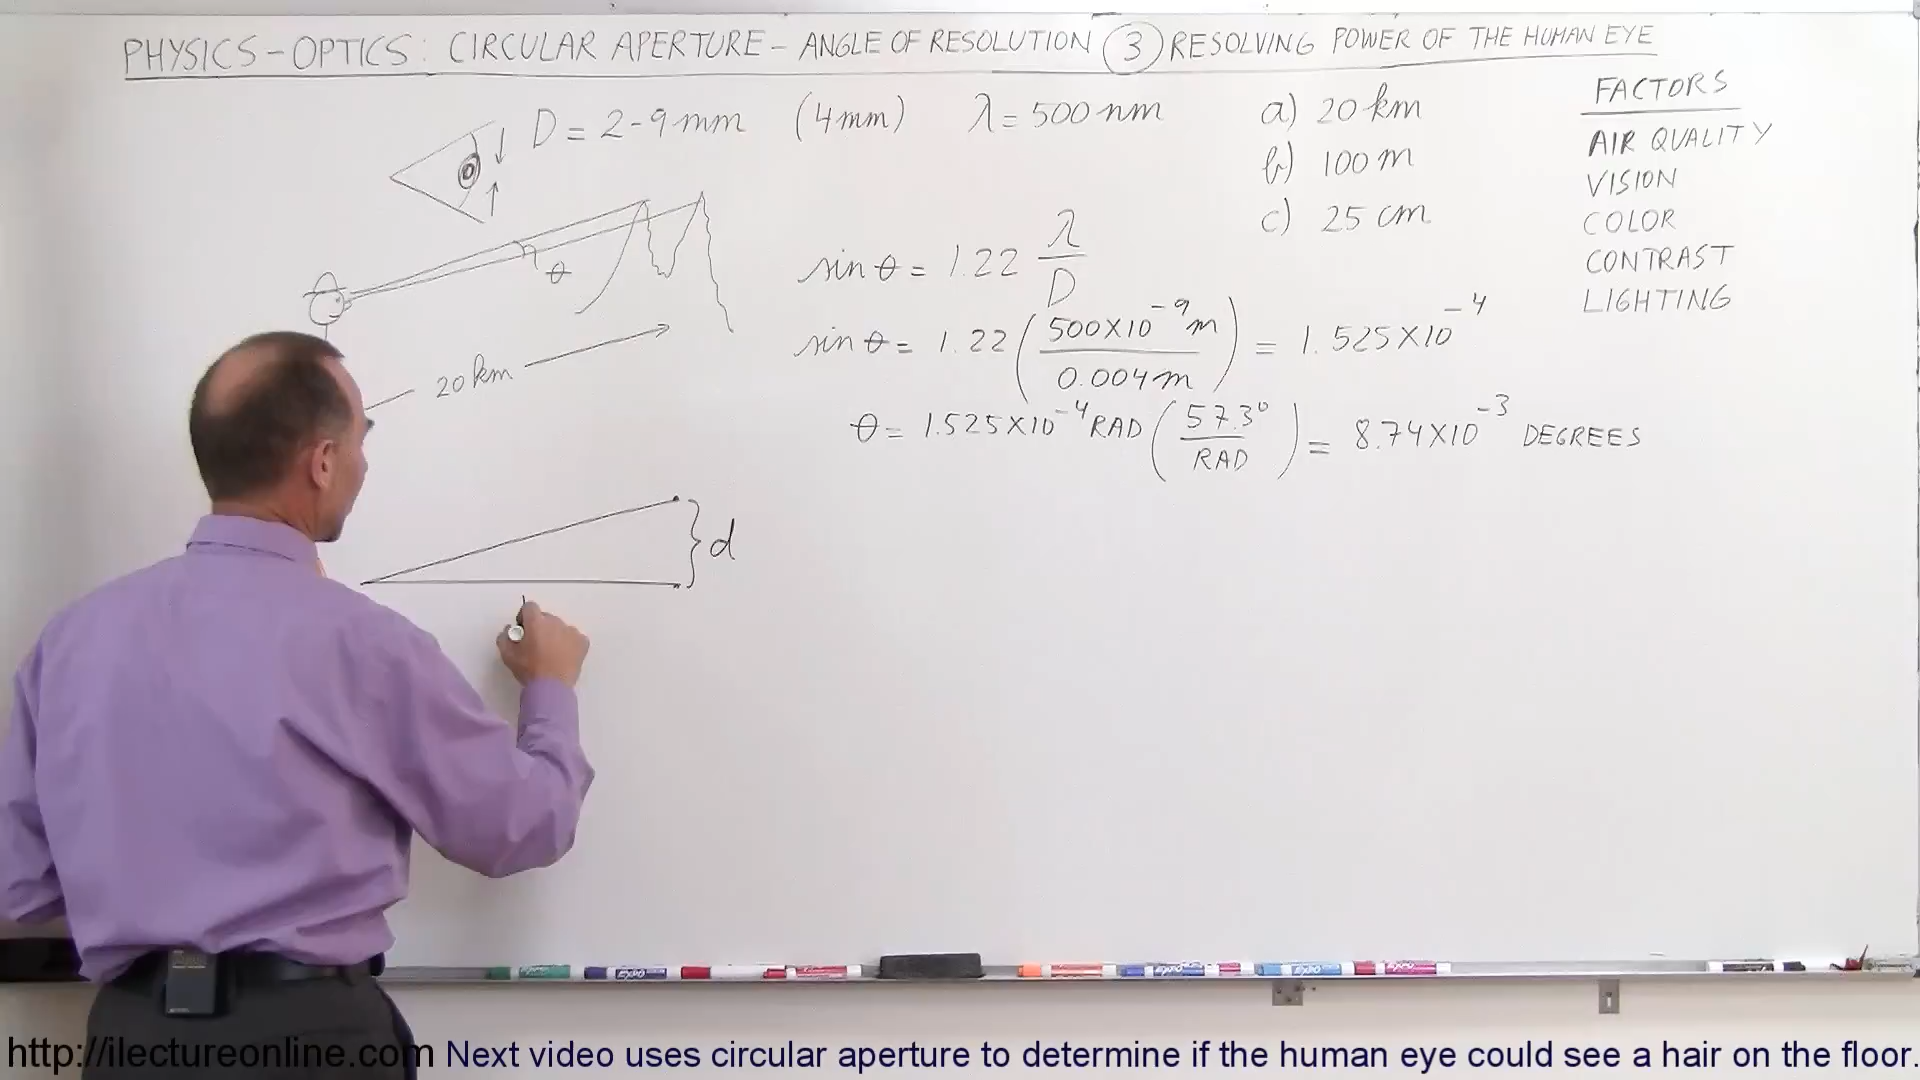 PHYSICS - OPTICS: CIRCULAR APERTURE - ANGLE OF RESOLUTION (3) RESOLVING POWER OF THE HUMAN EYE
D = 2-9 mm (4mm) λ = 500 nm
a) 20 km
b) 100 m
c) 25 cm
FACTORS
AIR QUALITY
VISION
COLOR
CONTRAST
LIGHTING
θ
20 km
sin θ = 1.22 λ/D
sin θ = 1.22 (500×10⁻⁹ m / 0.004 m) = 1.525×10⁻⁴
θ = 1.525×10⁻⁴ RAD (57.3° / RAD) = 8.74×10⁻³ DEGREES
d
http://ilectureonline.com Next video uses circular aperture to determine if the human eye could see a hair on the floor.